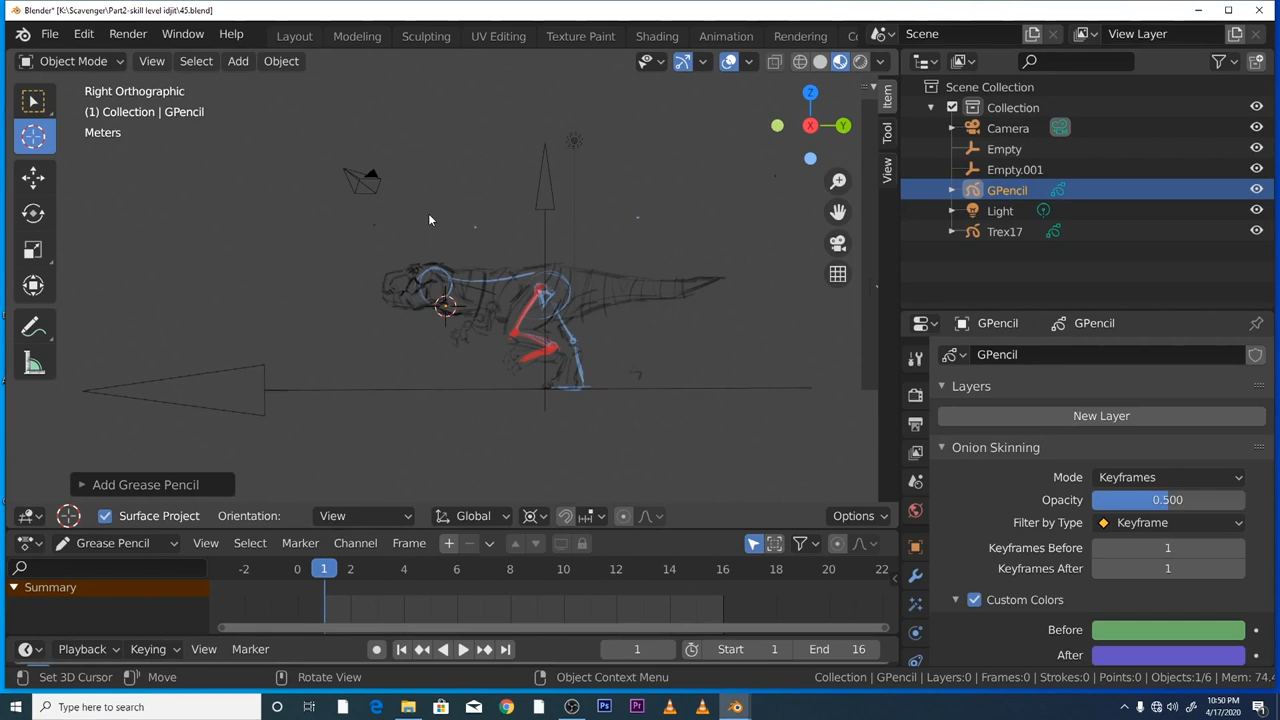 Blender* [K:\Scavenger\Part2-skill level idjit\45.blend]
File Edit Render Window Help
Layout Modeling Sculpting UV Editing Texture Paint Shading Animation Rendering Co
Scene
View Layer
Object Mode View Select Add Object
Right Orthographic
(1) Collection | GPencil
Meters
Z
X
Y
Item
Tool
View
Add Grease Pencil
Surface Project Orientation: View Global Options
Scene Collection
Collection
Camera
Empty
Empty.001
GPencil
Light
Trex17
GPencil GPencil
GPencil
Layers
New Layer
Onion Skinning
Mode Keyframes
Opacity 0.500
Filter by Type Keyframe
Keyframes Before 1
Keyframes After 1
Custom Colors
Before
After
Grease Pencil View Select Marker Channel Frame
-2 0 1 2 4 6 8 10 12 14 16 18 20 22
Summary
Playback Keying View Marker 1 Start 1 End 16
Set 3D Cursor Move Rotate View Object Context Menu
Collection | GPencil | Layers:0 | Frames:0 | Strokes:0 | Points:0 | Objects:1/6 | Mem: 74.4
Type here to search
Ps
Pr
10:50 PM
4/17/2020